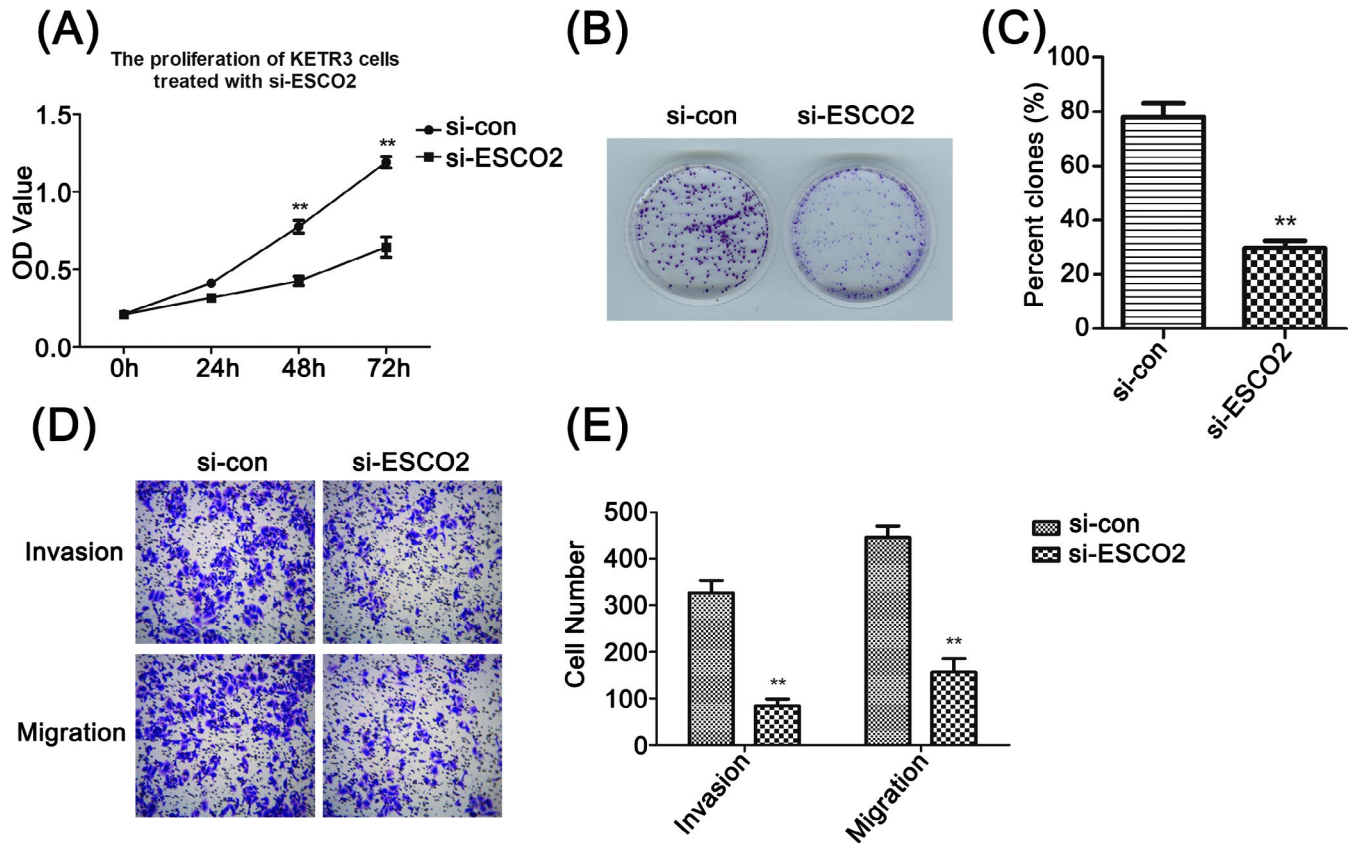 (A)
The proliferation of KETR3 cells
treated with si-ESCO2
OD Value
1.5
1.0
0.5
0.0
0h 24h 48h 72h
**
**
si-con
si-ESCO2
(B)
si-con si-ESCO2
(C)
Percent clones (%)
100
80
60
40
20
0
**
si-con
si-ESCO2
(D)
si-con si-ESCO2
Invasion
Migration
(E)
Cell Number
500
400
300
200
100
0
**
**
Invasion
Migration
si-con
si-ESCO2